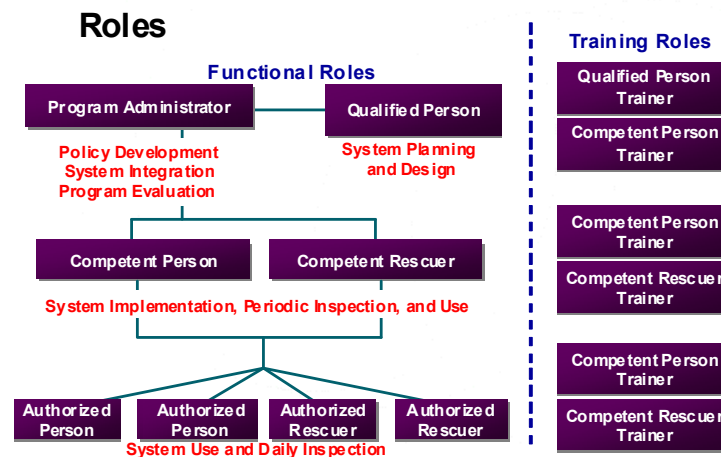 Roles
Functional Roles
Program Administrator
Qualified Person
Policy Development
System Integration
Program Evaluation
System Planning
and Design
Competent Person
Competent Rescuer
System Implementation, Periodic Inspection, and Use
Authorized
Person
Authorized
Person
Authorized
Rescuer
Authorized
Rescuer
System Use and Daily Inspection
Training Roles
Qualified Person
Trainer
Competent Person
Trainer
Competent Person
Trainer
Competent Rescuer
Trainer
Competent Person
Trainer
Competent Rescuer
Trainer